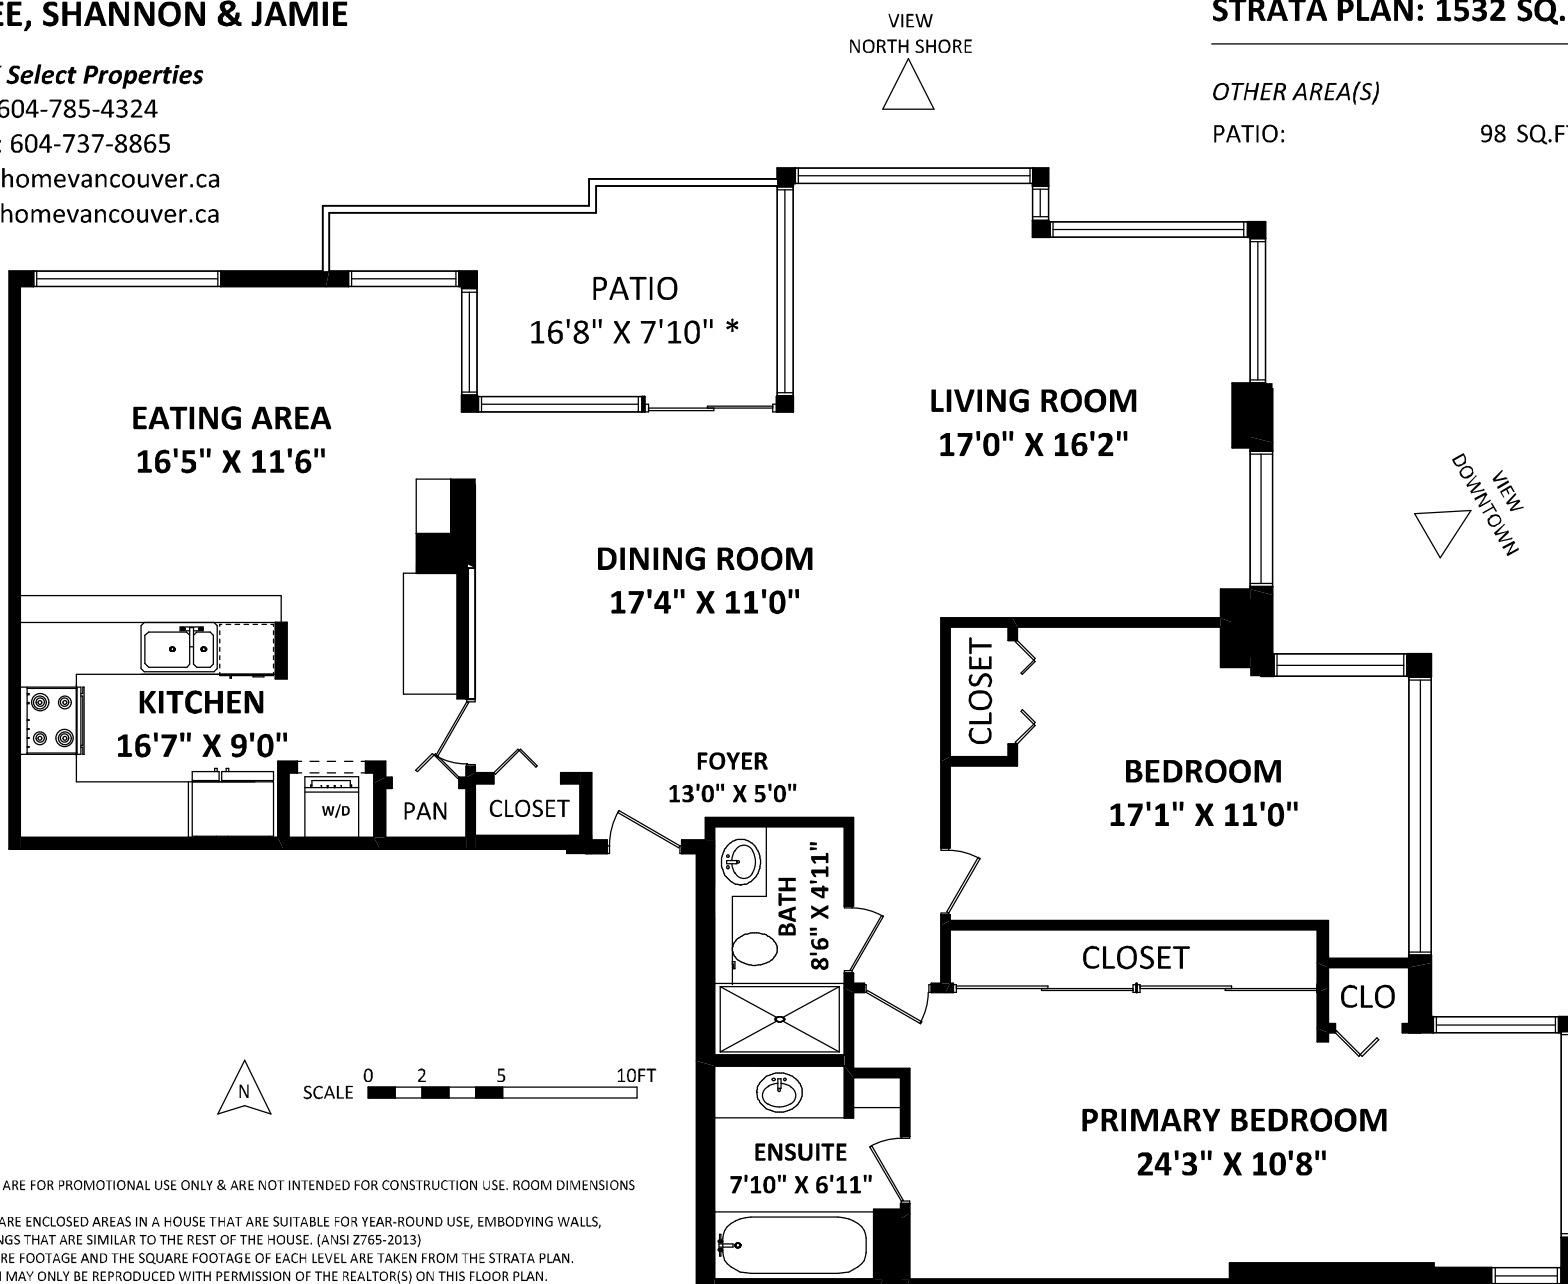 EE, SHANNON & JAMIE
Select Properties
604-785-4324
: 604-737-8865
homevancouver.ca
homevancouver.ca
VIEW
NORTH SHORE
STRATA PLAN: 1532 SQ.
OTHER AREA(S)
PATIO: 98 SQ.FT
PATIO
16'8" X 7'10" *
EATING AREA
16'5" X 11'6"
LIVING ROOM
17'0" X 16'2"
VIEW
DOWNTOWN
DINING ROOM
17'4" X 11'0"
CLOSET
KITCHEN
16'7" X 9'0"
FOYER
13'0" X 5'0"
BEDROOM
17'1" X 11'0"
W/D
PAN
CLOSET
BATH
8'6" X 4'11"
CLOSET
CLO
N
SCALE
0 2 5 10FT
PRIMARY BEDROOM
24'3" X 10'8"
ENSUITE
7'10" X 6'11"
ARE FOR PROMOTIONAL USE ONLY & ARE NOT INTENDED FOR CONSTRUCTION USE. ROOM DIMENSIONS
ARE ENCLOSED AREAS IN A HOUSE THAT ARE SUITABLE FOR YEAR-ROUND USE, EMBODYING WALLS,
NGS THAT ARE SIMILAR TO THE REST OF THE HOUSE. (ANSI Z765-2013)
RE FOOTAGE AND THE SQUARE FOOTAGE OF EACH LEVEL ARE TAKEN FROM THE STRATA PLAN.
MAY ONLY BE REPRODUCED WITH PERMISSION OF THE REALTOR(S) ON THIS FLOOR PLAN.